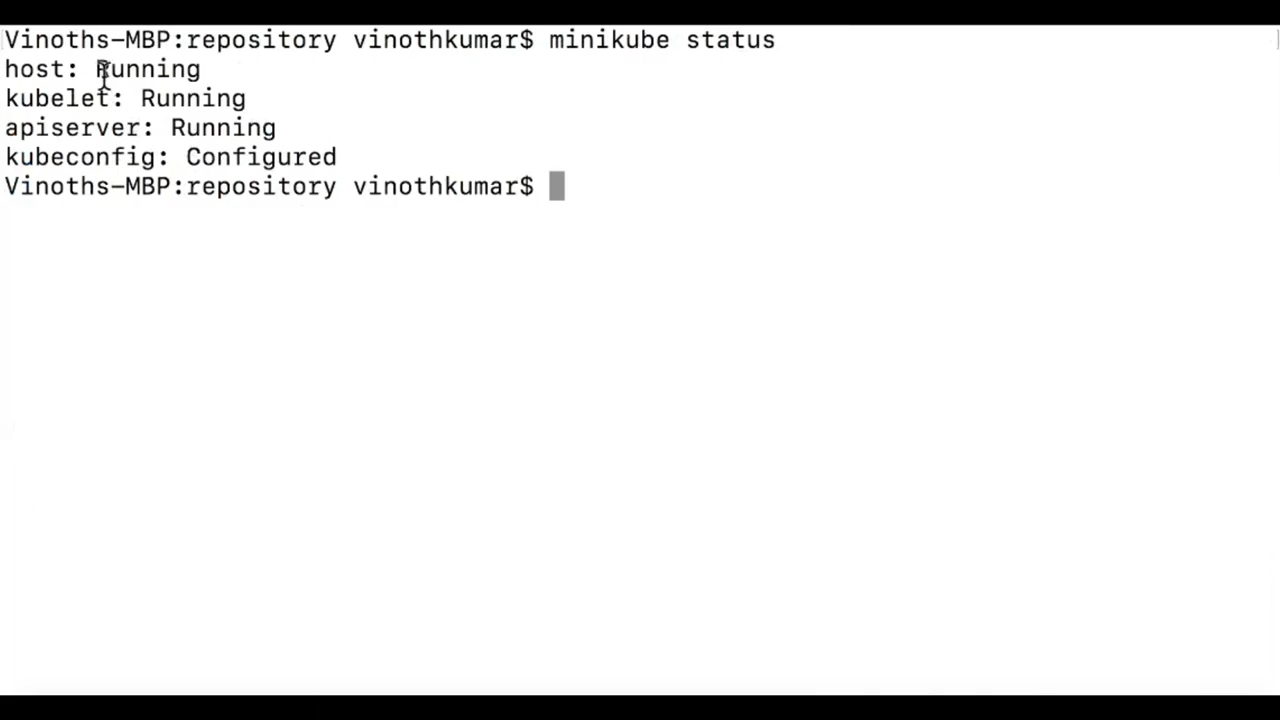 Vinoths-MBP:repository vinothkumar$ minikube status
host: Running
kubelet: Running
apiserver: Running
kubeconfig: Configured
Vinoths-MBP:repository vinothkumar$